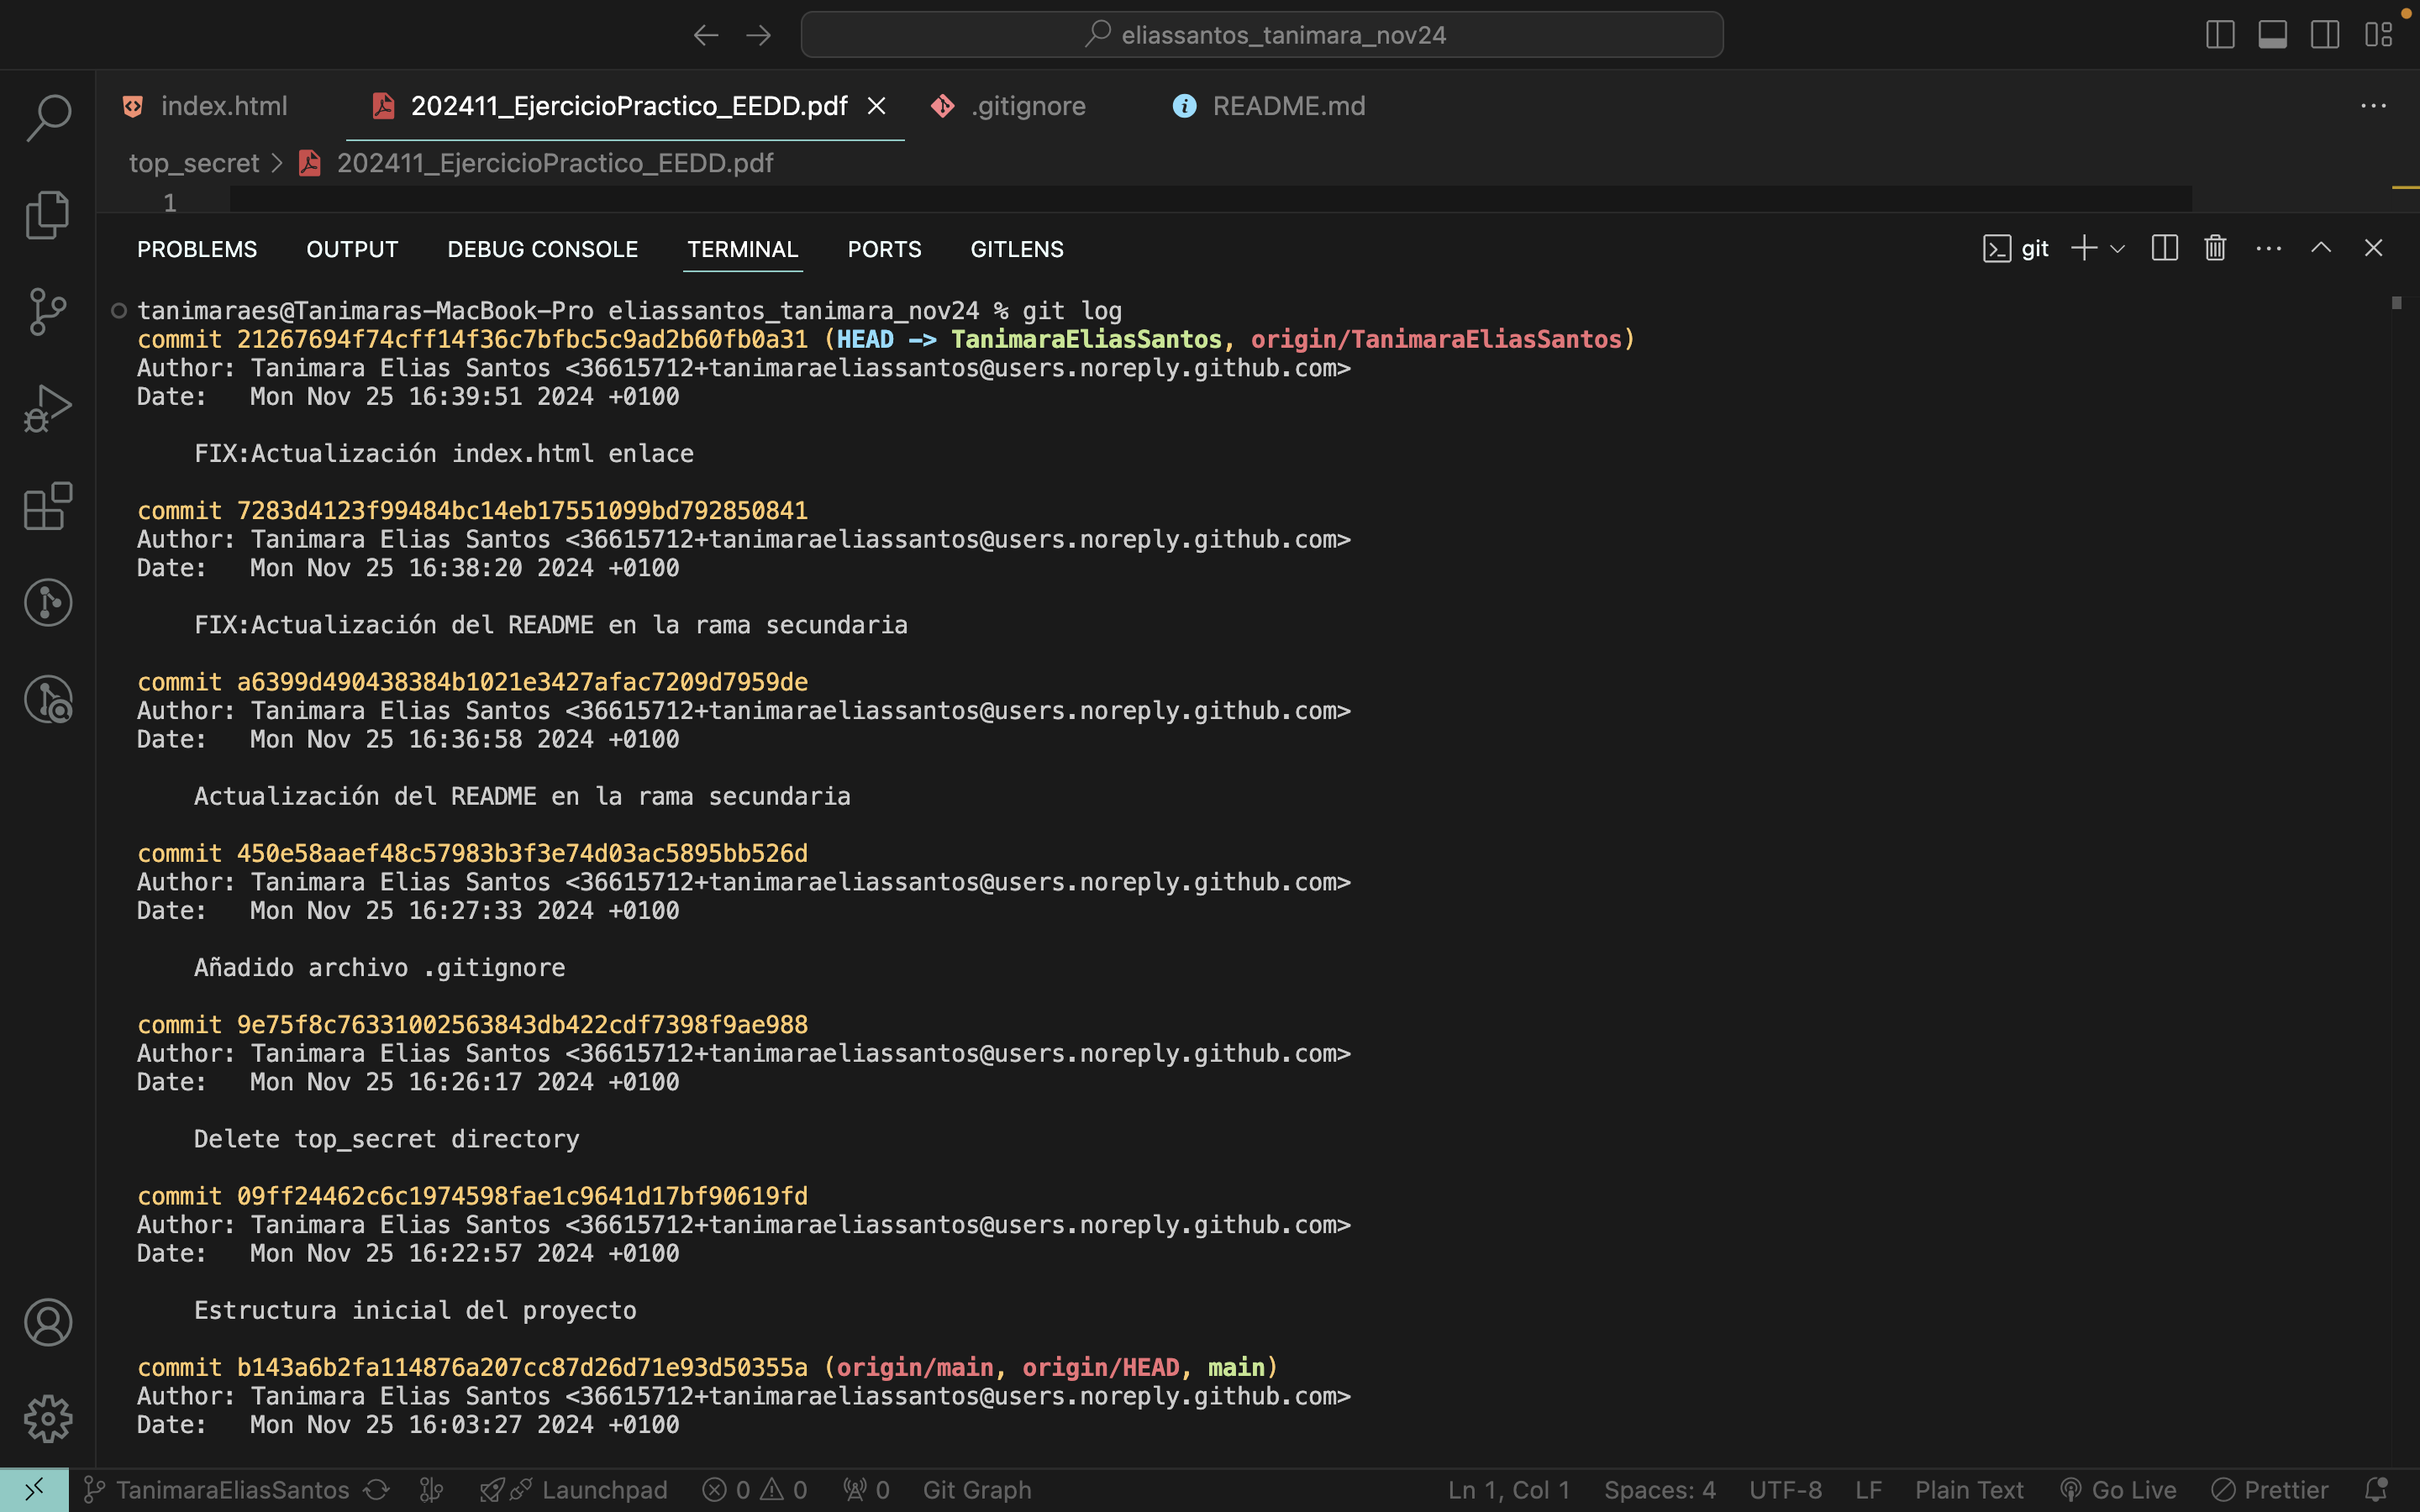 eliassantos_tanimara_nov24
index.html
202411_EjercicioPractico_EEDD.pdf
.gitignore
README.md
top_secret > 202411_EjercicioPractico_EEDD.pdf
1
PROBLEMS OUTPUT DEBUG CONSOLE TERMINAL PORTS GITLENS
git
tanimaraes@Tanimaras-MacBook-Pro eliassantos_tanimara_nov24 % git log
commit 21267694f74cff14f36c7bfbc5c9ad2b60fb0a31 (HEAD -> TanimaraEliasSantos, origin/TanimaraEliasSantos)
Author: Tanimara Elias Santos <36615712+tanimaraeliassantos@users.noreply.github.com>
Date:   Mon Nov 25 16:39:51 2024 +0100
FIX:Actualización index.html enlace
commit 7283d4123f99484bc14eb17551099bd792850841
Author: Tanimara Elias Santos <36615712+tanimaraeliassantos@users.noreply.github.com>
Date:   Mon Nov 25 16:38:20 2024 +0100
FIX:Actualización del README en la rama secundaria
commit a6399d490438384b1021e3427afac7209d7959de
Author: Tanimara Elias Santos <36615712+tanimaraeliassantos@users.noreply.github.com>
Date:   Mon Nov 25 16:36:58 2024 +0100
Actualización del README en la rama secundaria
commit 450e58aaef48c57983b3f3e74d03ac5895bb526d
Author: Tanimara Elias Santos <36615712+tanimaraeliassantos@users.noreply.github.com>
Date:   Mon Nov 25 16:27:33 2024 +0100
Añadido archivo .gitignore
commit 9e75f8c76331002563843db422cdf7398f9ae988
Author: Tanimara Elias Santos <36615712+tanimaraeliassantos@users.noreply.github.com>
Date:   Mon Nov 25 16:26:17 2024 +0100
Delete top_secret directory
commit 09ff24462c6c1974598fae1c9641d17bf90619fd
Author: Tanimara Elias Santos <36615712+tanimaraeliassantos@users.noreply.github.com>
Date:   Mon Nov 25 16:22:57 2024 +0100
Estructura inicial del proyecto
commit b143a6b2fa114876a207cc87d26d71e93d50355a (origin/main, origin/HEAD, main)
Author: Tanimara Elias Santos <36615712+tanimaraeliassantos@users.noreply.github.com>
Date:   Mon Nov 25 16:03:27 2024 +0100
TanimaraEliasSantos Launchpad 0 0 0 Git Graph Ln 1, Col 1 Spaces: 4 UTF-8 LF Plain Text Go Live Prettier